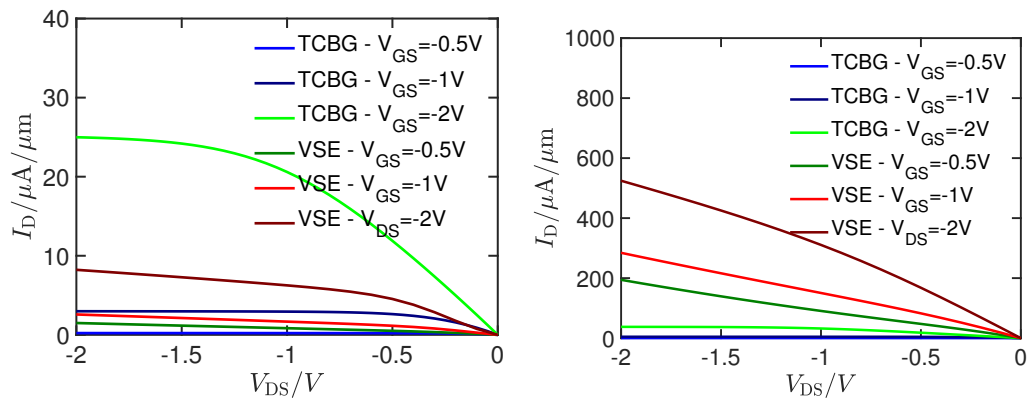 40
30
20
10
0
-2
-1.5
-1
-0.5
0
I_D/μA/μm
V_DS/V
TCBG - V_GS=-0.5V
TCBG - V_GS=-1V
TCBG - V_GS=-2V
VSE - V_GS=-0.5V
VSE - V_GS=-1V
VSE - V_DS=-2V
1000
800
600
400
200
0
-2
-1.5
-1
-0.5
0
I_D/μA/μm
V_DS/V
TCBG - V_GS=-0.5V
TCBG - V_GS=-1V
TCBG - V_GS=-2V
VSE - V_GS=-0.5V
VSE - V_GS=-1V
VSE - V_DS=-2V